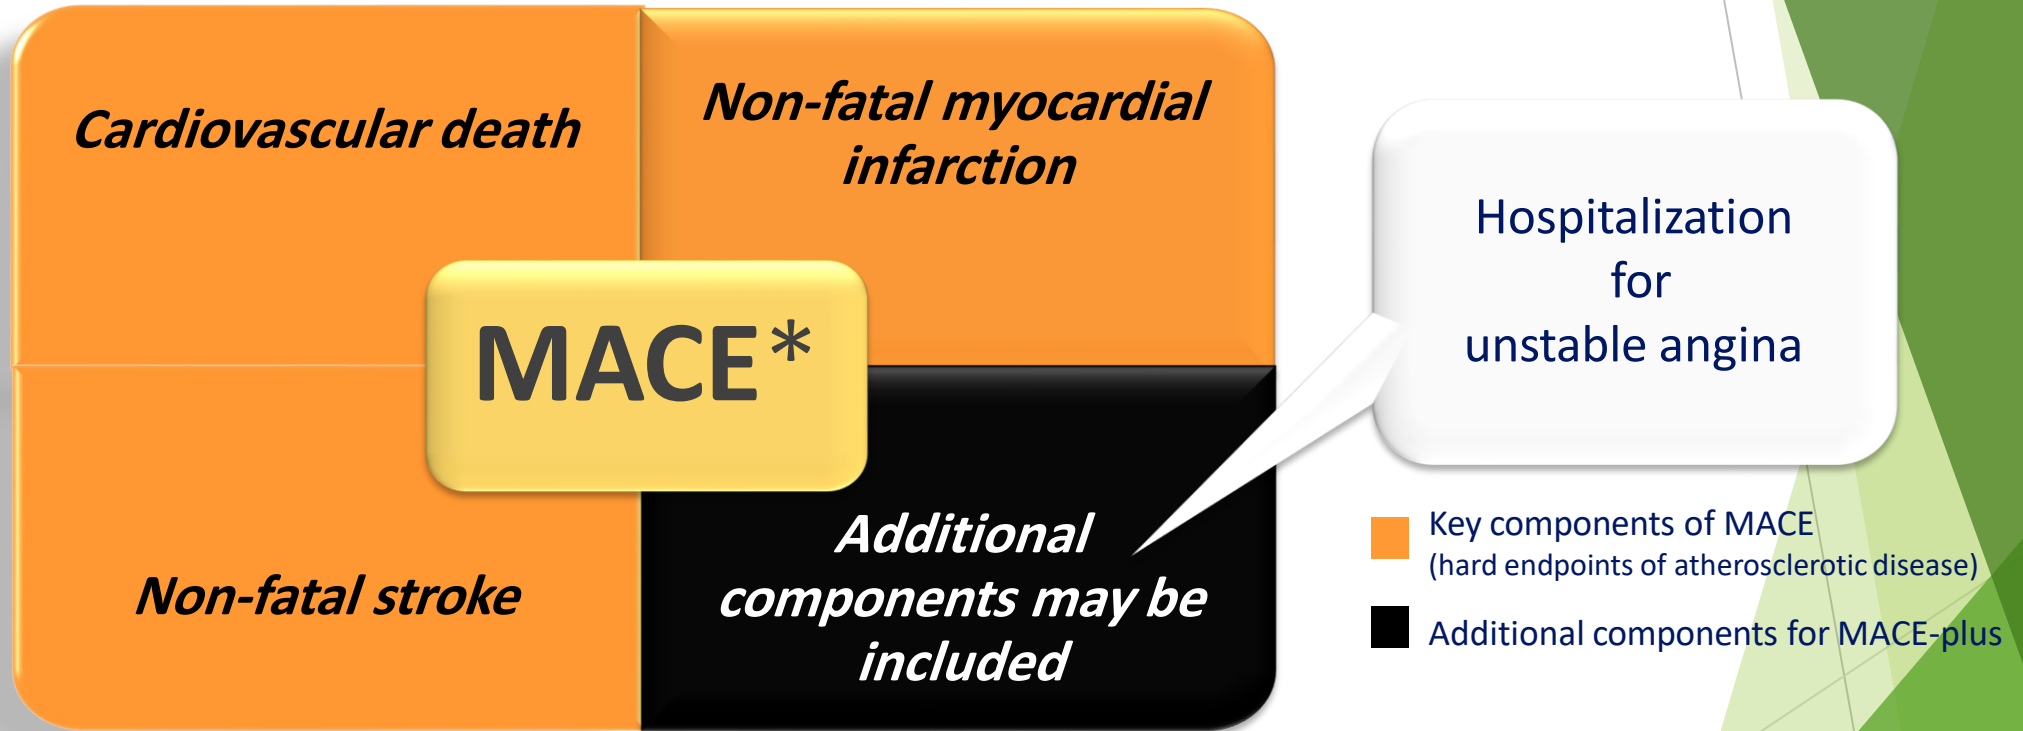 Cardiovascular death
Non-fatal myocardial
infarction
MACE*
Non-fatal stroke
Additional
components may be
included
Hospitalization
for
unstable angina
Key components of MACE
(hard endpoints of atherosclerotic disease)
Additional components for MACE-plus